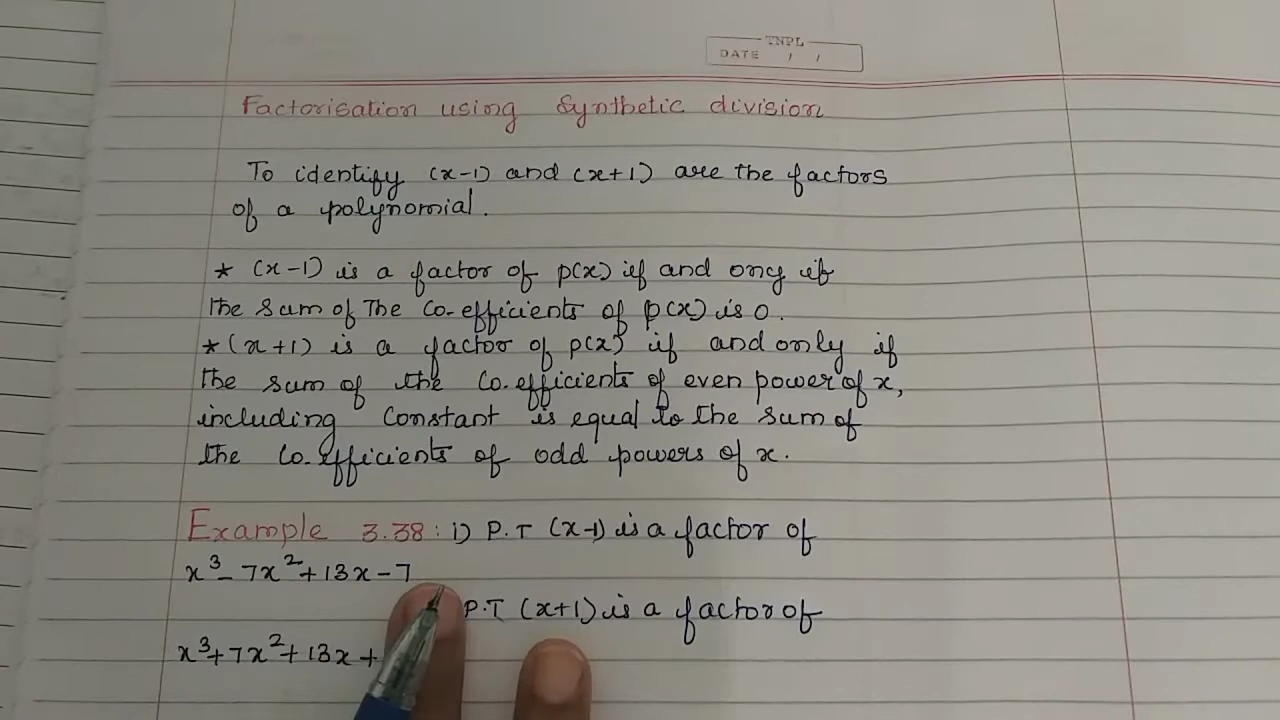 TNPL
DATE / /
Factorisation using Synthetic division
To identify (x-1) and (x+1) are the factors
of a polynomial.
* (x-1) is a factor of p(x) if and ony if
the sum of The Co-efficients of p(x) is 0.
* (x+1) is a factor of p(x) if and only if
the sum of the Co.efficients of even power of x,
including Constant is equal to the sum of
the Co.efficients of odd powers of x.
Example 3.38: i) P.T (x-1) is a factor of
x³-7x²+13x-7
P.T (x+1) is a factor of
x³+7x²+13x+